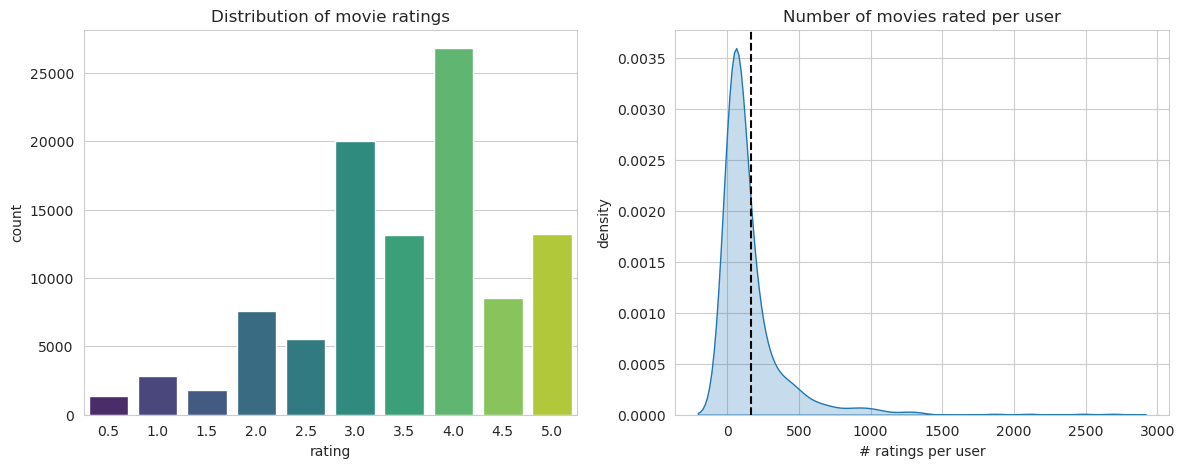 Distribution of movie ratings
25000
20000
15000
10000
5000
0
count
0.5 1.0 1.5 2.0 2.5 3.0 3.5 4.0 4.5 5.0
rating
Number of movies rated per user
0.0035
0.0030
0.0025
0.0020
0.0015
0.0010
0.0005
0.0000
density
0 500 1000 1500 2000 2500 3000
# ratings per user